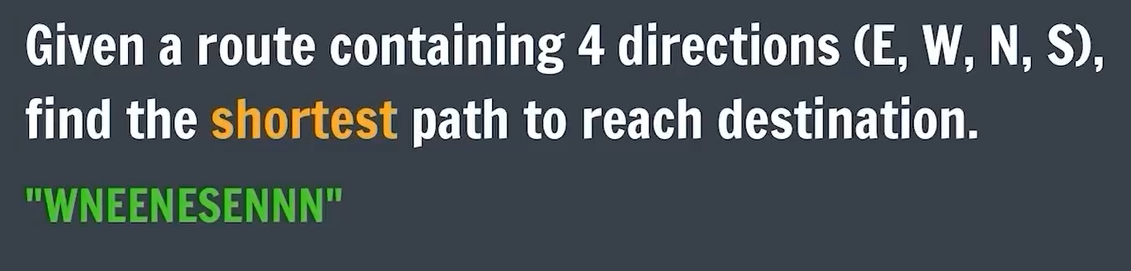 Given a route containing 4 directions (E, W, N, S),
find the shortest path to reach destination.
"WNEENESENNN"